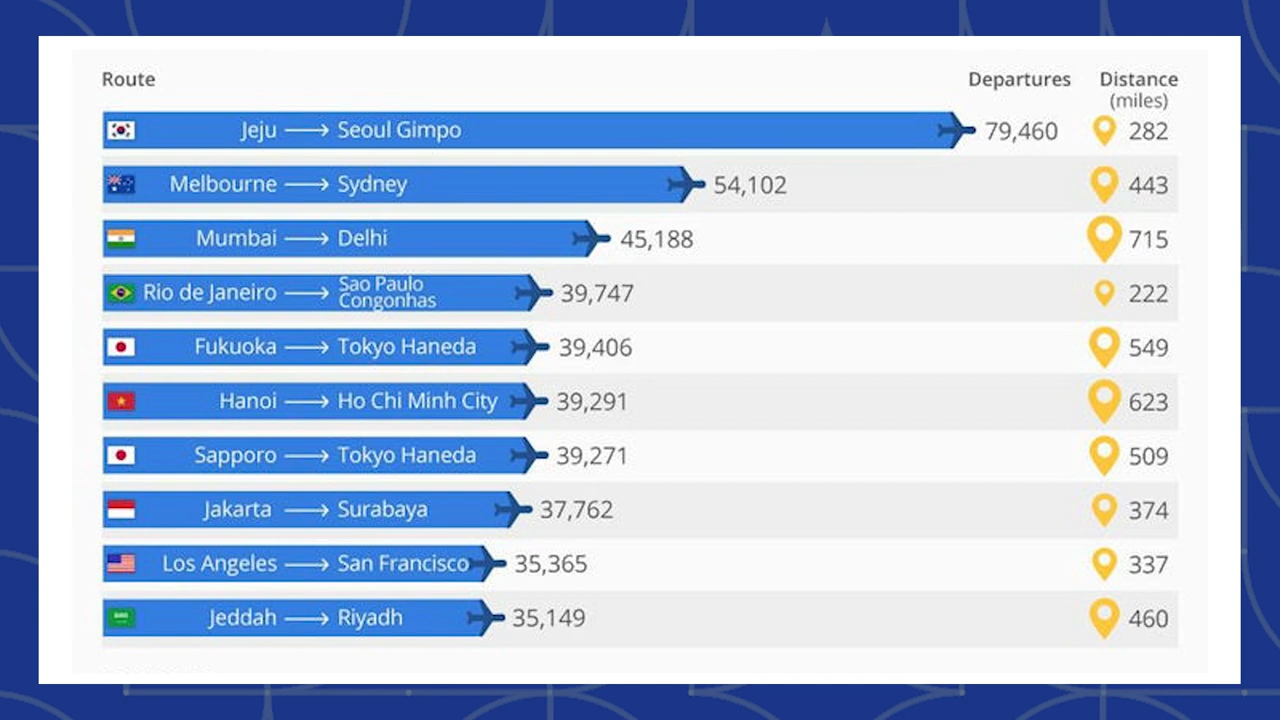 Route Departures Distance
(miles)
Jeju → Seoul Gimpo 79,460 282
Melbourne → Sydney 54,102 443
Mumbai → Delhi 45,188 715
Rio de Janeiro → Sao Paulo
Congonhas 39,747 222
Fukuoka → Tokyo Haneda 39,406 549
Hanoi → Ho Chi Minh City 39,291 623
Sapporo → Tokyo Haneda 39,271 509
Jakarta → Surabaya 37,762 374
Los Angeles → San Francisco 35,365 337
Jeddah → Riyadh 35,149 460